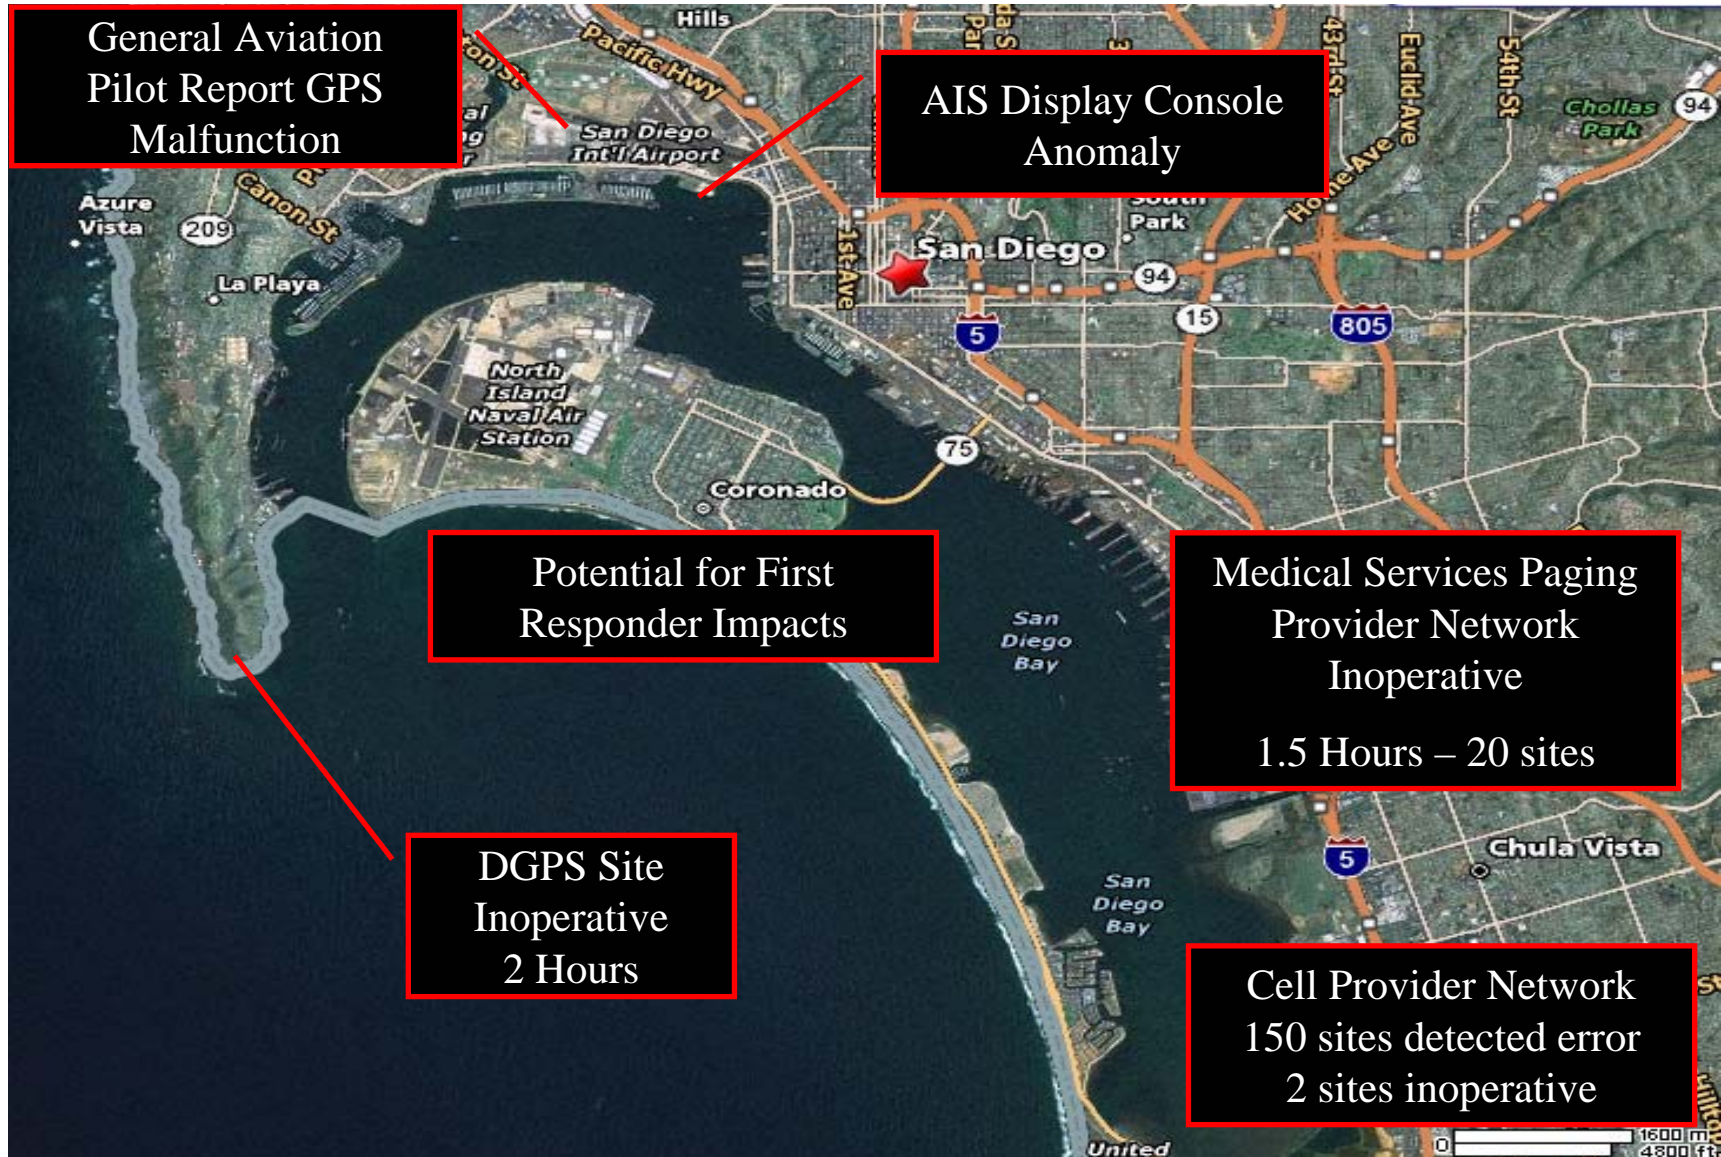 General Aviation
Pilot Report GPS
Malfunction
Hills
Pacific Hwy
AIS Display Console
Anomaly
43rd St
Euclid Ave
54th St
Chollas
Park
94
San Diego
Int'l Airport
Home Ave
South
Park
Azure
Vista
209
Canon St
La Playa
1st Ave
San Diego
94
5
15
805
North
Island
Naval Air
Station
75
Coronado
Potential for First
Responder Impacts
San
Diego
Bay
Medical Services Paging
Provider Network
Inoperative
1.5 Hours – 20 sites
DGPS Site
Inoperative
2 Hours
5
Chula Vista
San
Diego
Bay
Cell Provider Network
150 sites detected error
2 sites inoperative
United
0
1600 m
4800 ft